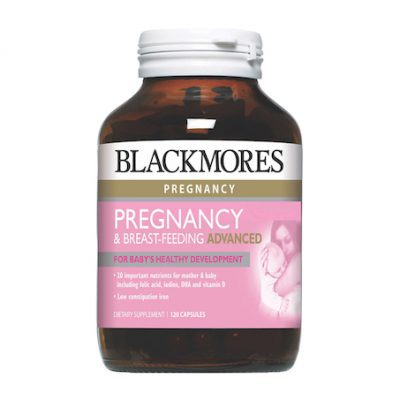 BLACKMORES
PREGNANCY
PREGNANCY
& BREAST-FEEDING ADVANCED
FOR BABY'S HEALTHY DEVELOPMENT
• 20 important nutrients for mother & baby
including folic acid, iodine, DHA and vitamin D
• Low constipation iron
DIETARY SUPPLEMENT | 120 CAPSULES